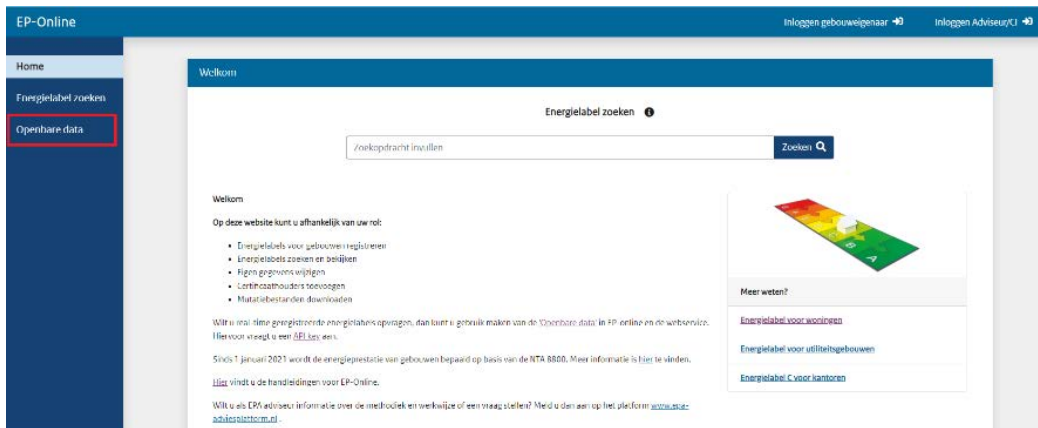 EP-Online
Inloggen gebouweigenaar
Inloggen Adviseur/CI
Home
Energielabel zoeken
Openbare data
Welkom
Energielabel zoeken
Zoekopdracht invullen
Zoeken
Welkom
Op deze website kunt u afhankelijk van uw rol:
• Energielabels voor gebouwen registreren
• Energielabels zoeken en bekijken
• Eigen gegevens wijzigen
• Certificaathouders toevoegen
• Mutatiebestanden downloaden
Wilt u real-time geregistreerde energielabels opvragen, dan kunt u gebruik maken van de 'Openbare data' in EP-online en de webservice.
Hiervoor vraagt u een API key aan.
Sinds 1 januari 2021 wordt de energieprestatie van gebouwen bepaald op basis van de NTA 8800. Meer informatie is hier te vinden.
Hier vindt u de handleidingen voor EP-Online.
Wilt u als EPA adviseur informatie over de methodiek en werkwijze of een vraag stellen? Meld u dan aan op het platform www.epa-
adviesplatform.nl .
B
A
Meer weten?
Energielabel voor woningen
Energielabel voor utiliteitsgebouwen
Energielabel C voor kantoren